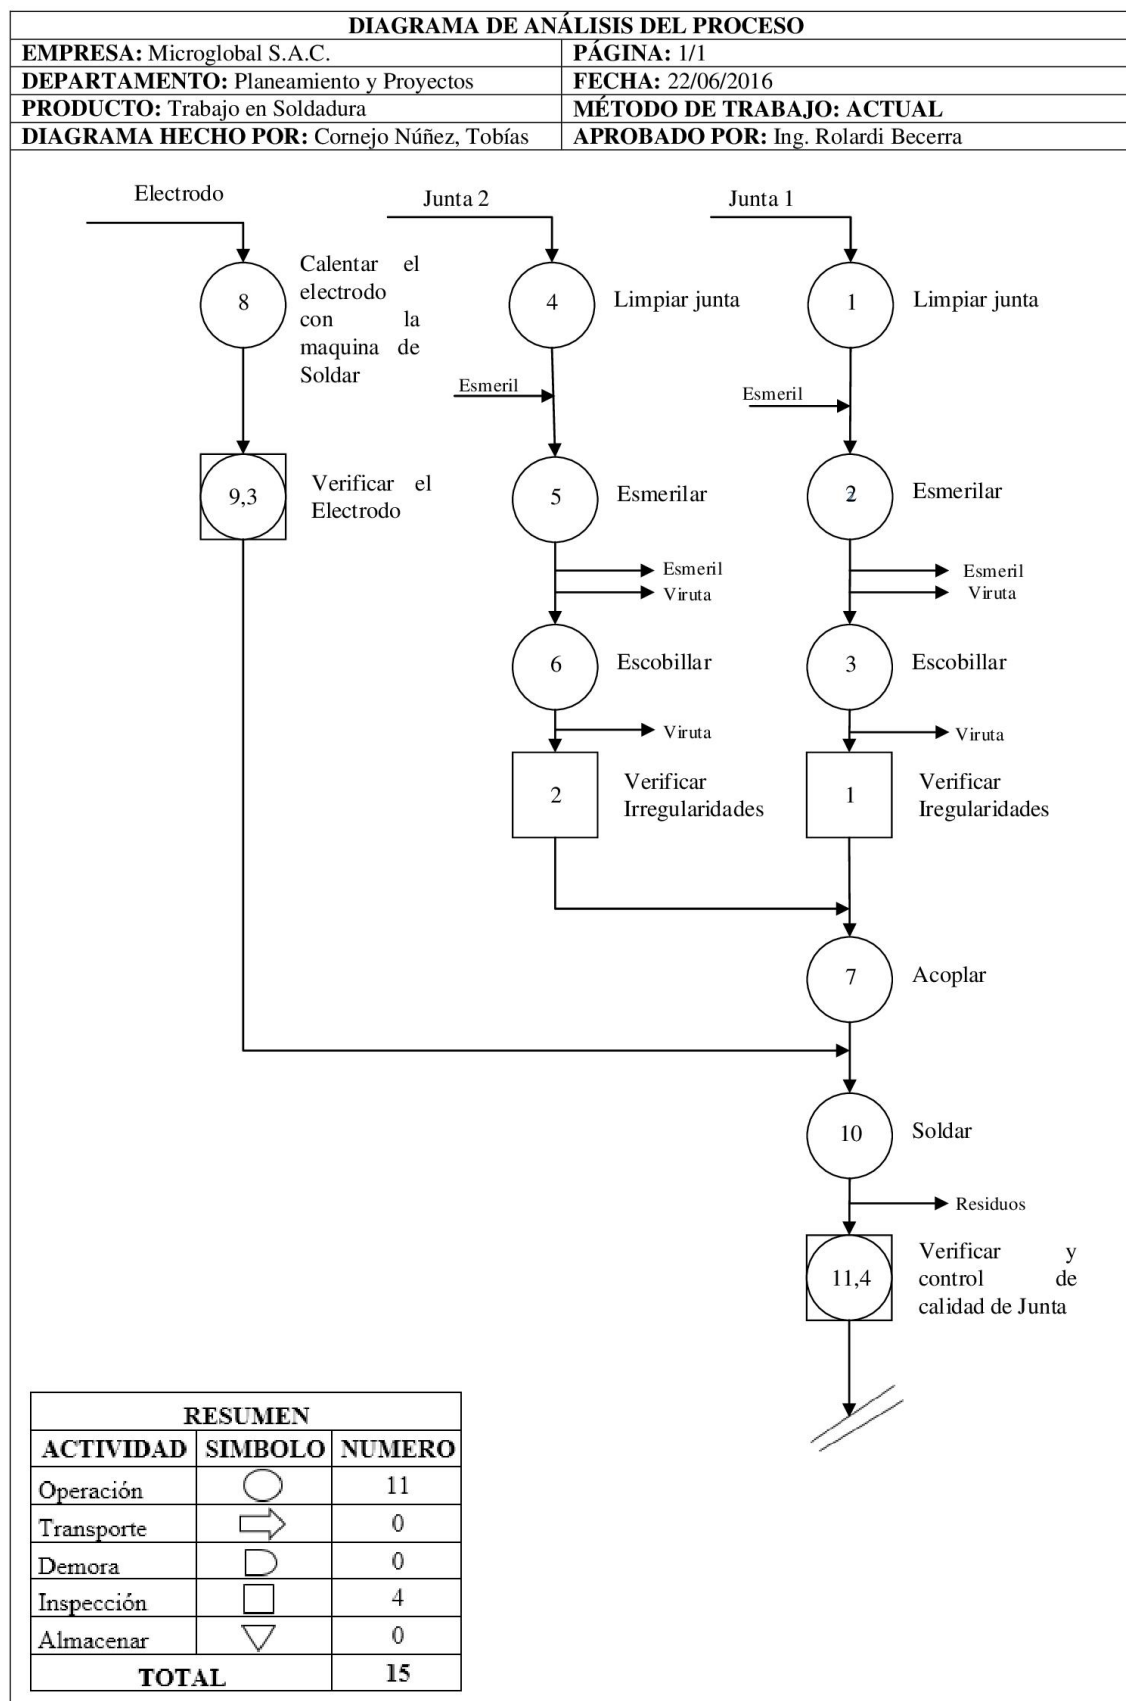 DIAGRAMA DE ANÁLISIS DEL PROCESO
EMPRESA: Microglobal S.A.C.
PÁGINA: 1/1
DEPARTAMENTO: Planeamiento y Proyectos
FECHA: 22/06/2016
PRODUCTO: Trabajo en Soldadura
MÉTODO DE TRABAJO: ACTUAL
DIAGRAMA HECHO POR: Cornejo Núñez, Tobías
APROBADO POR: Ing. Rolardi Becerra
Electrodo
Junta 2
Junta 1
8
Calentar el
electrodo
con la
maquina de
Soldar
4
Limpiar junta
1
Limpiar junta
Esmeril
Esmeril
9,3
Verificar el
Electrodo
5
Esmerilar
2
Esmerilar
Esmeril
Viruta
Esmeril
Viruta
6
Escobillar
3
Escobillar
Viruta
Viruta
2
Verificar
Irregularidades
1
Verificar
Iregularidades
7
Acoplar
10
Soldar
Residuos
11,4
Verificar y
control de
calidad de Junta
RESUMEN
ACTIVIDAD SIMBOLO NUMERO
Operación 11
Transporte 0
Demora 0
Inspección 4
Almacenar 0
TOTAL 15